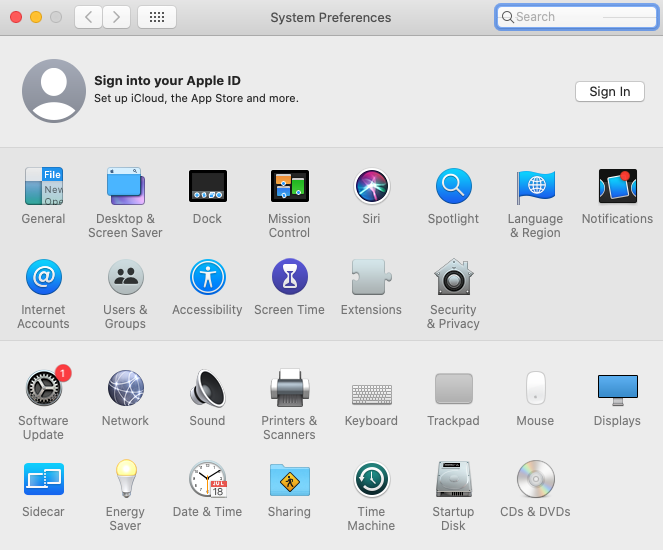 System Preferences
Search
Sign into your Apple ID
Set up iCloud, the App Store and more.
Sign In
File
New
Ope
General
Desktop &
Screen Saver
Dock
Mission
Control
Siri
Spotlight
Language
& Region
Notifications
@
Internet
Accounts
Users &
Groups
Accessibility
Screen Time
Extensions
Security
& Privacy
1
Software
Update
Network
Sound
Printers &
Scanners
Keyboard
Trackpad
Mouse
Displays
Sidecar
Energy
Saver
JUL
18
Date & Time
Sharing
Time
Machine
Startup
Disk
CDs & DVDs